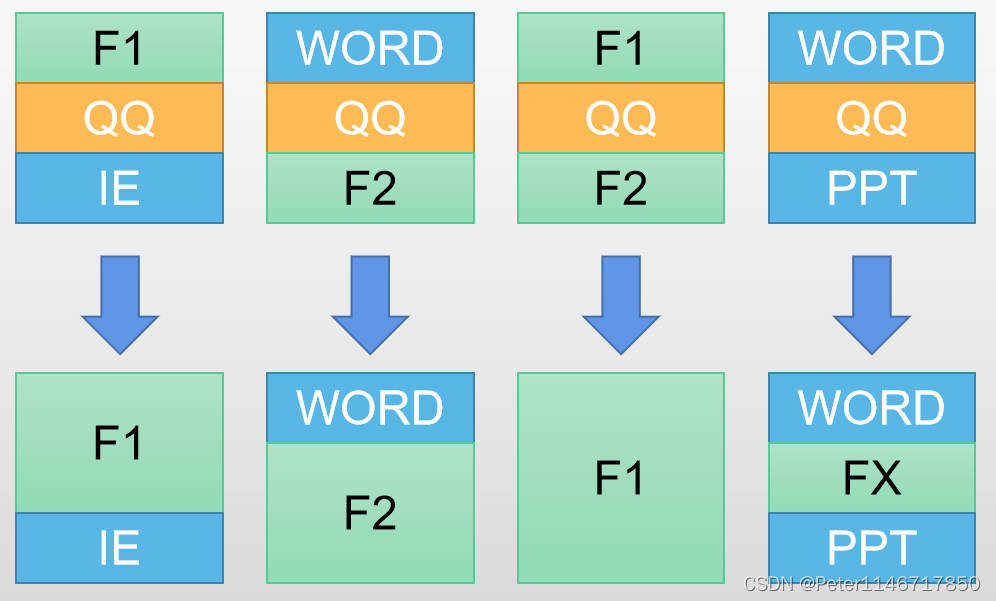 F1 WORD F1 WORD
QQ QQ QQ QQ
IE F2 F2 PPT
F1 WORD F1 WORD
F2 FX
IE PPT
CSDN @Peter1146717850